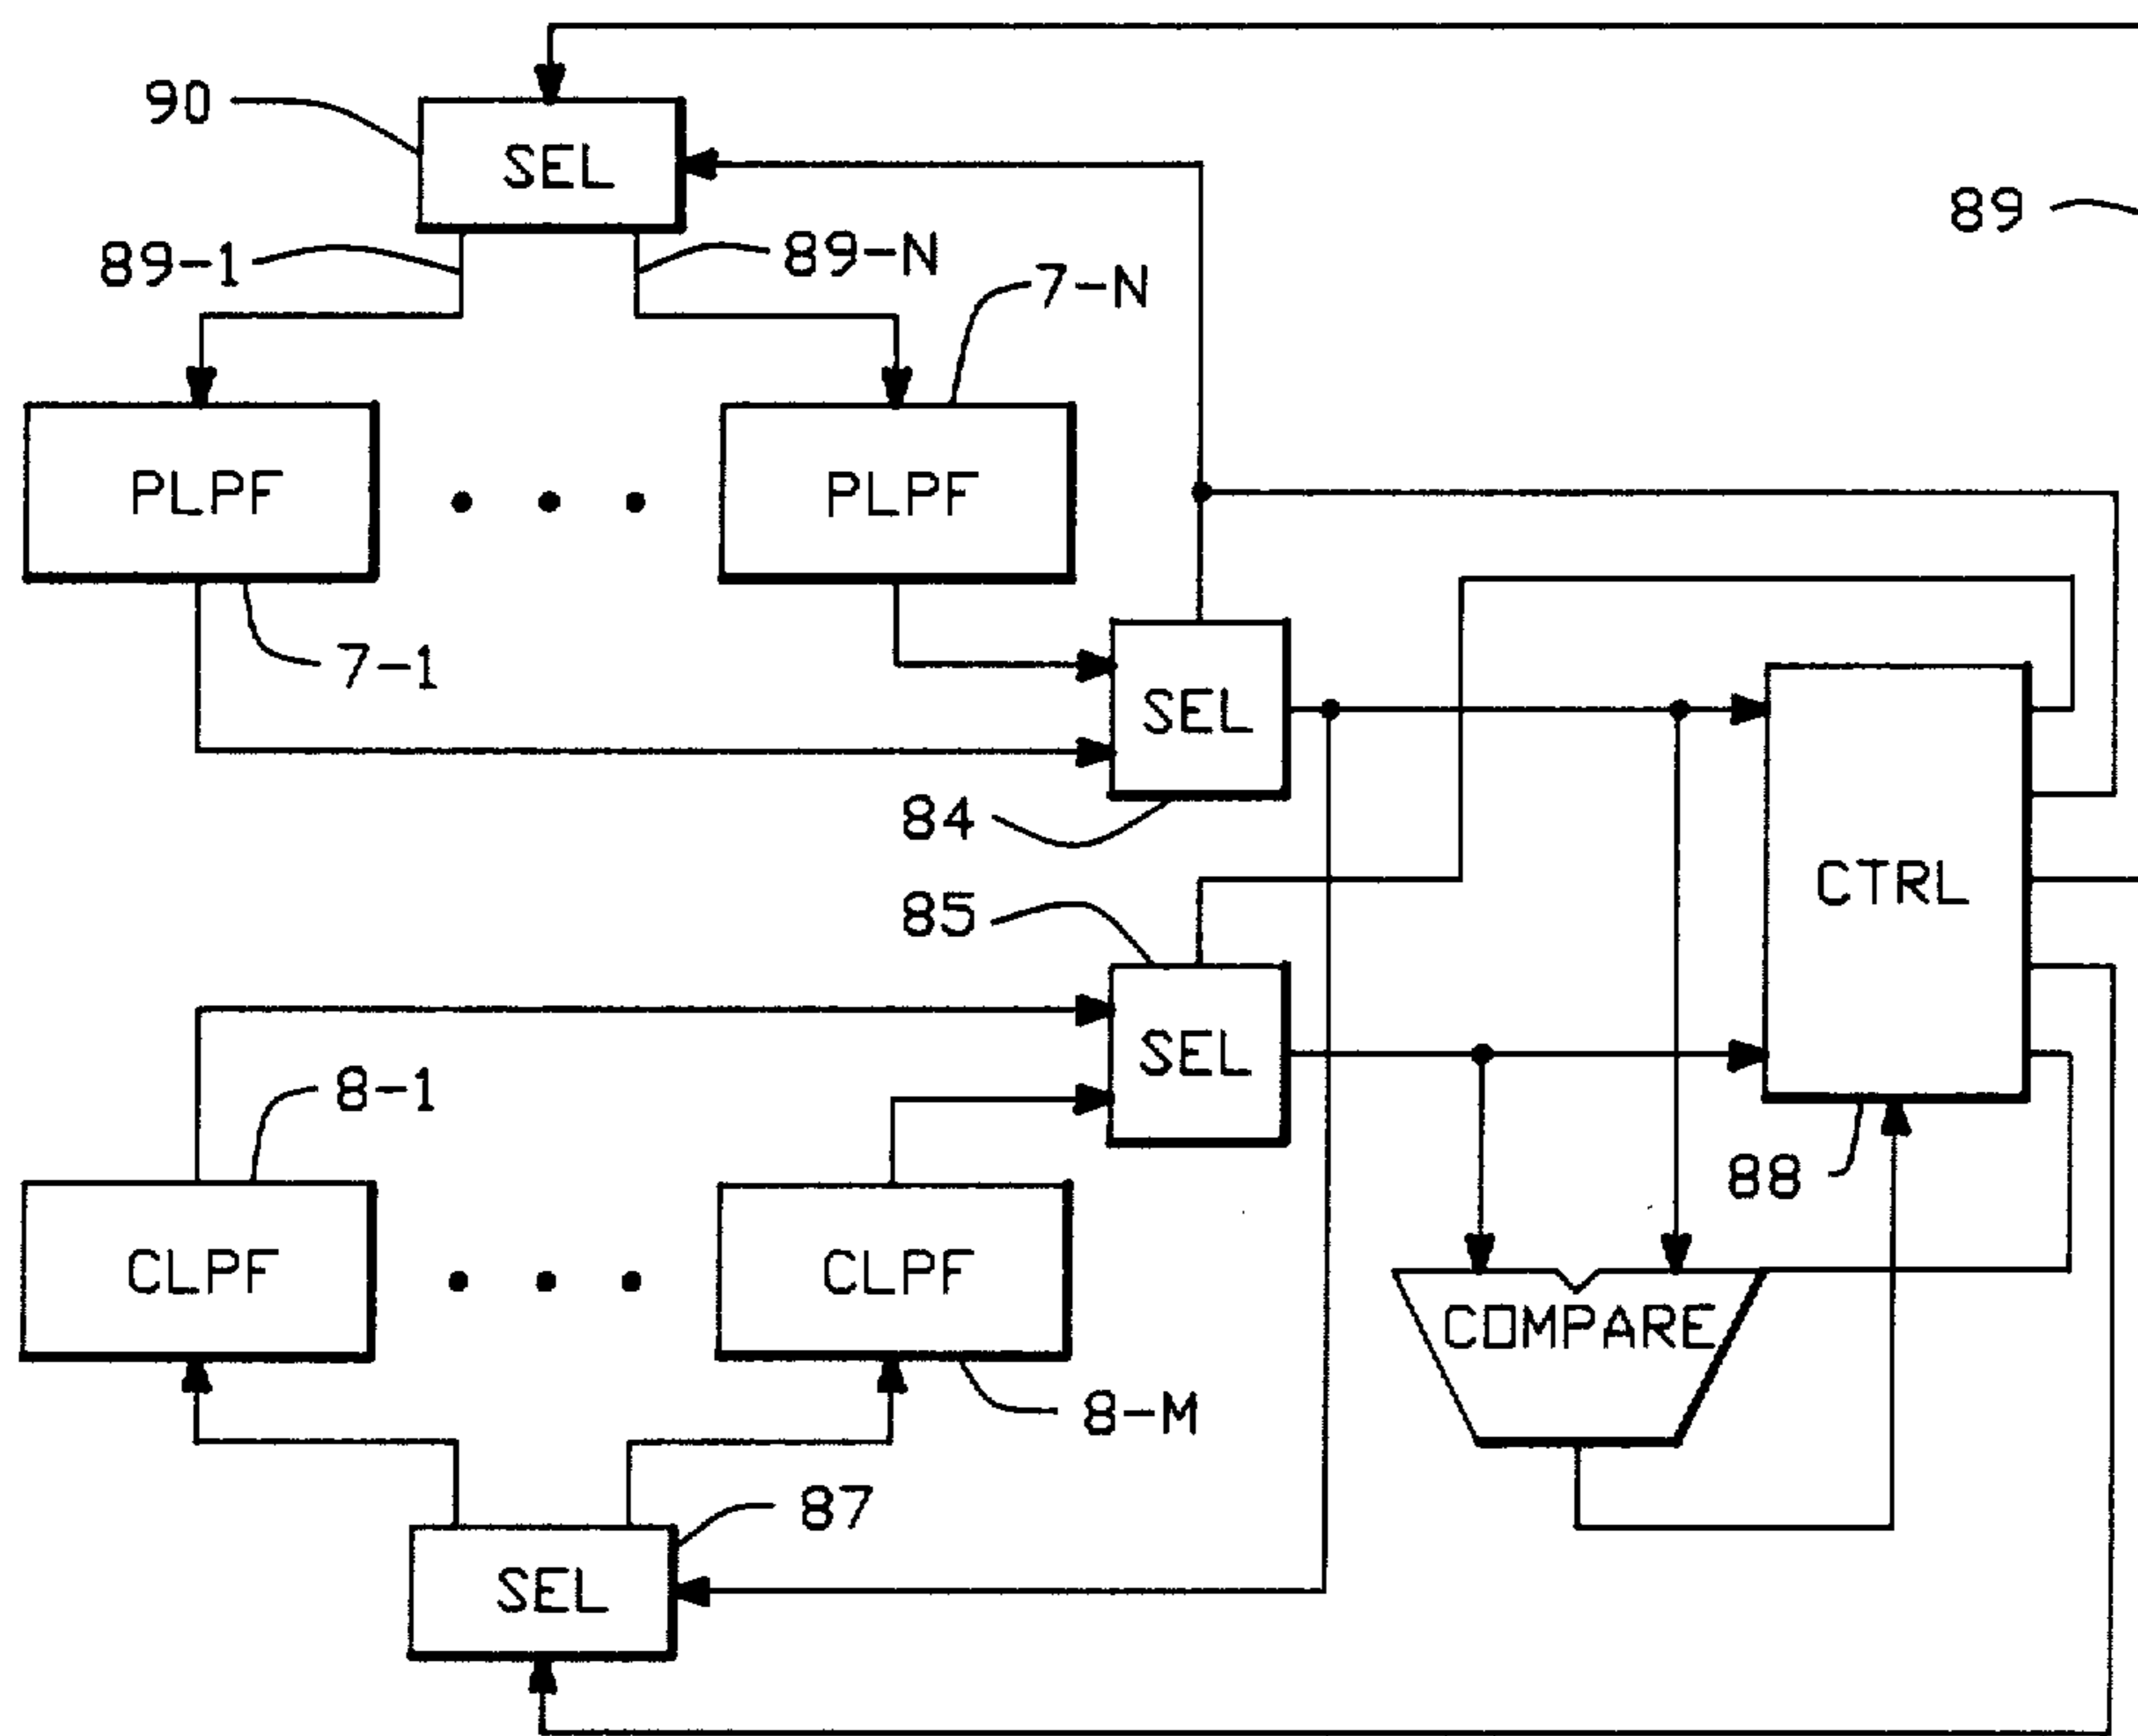 90
SEL
89
89-1
89-N
7-N
PLPF
PLPF
7-1
SEL
84
CTRL
85
SEL
8-1
88
CLPF
CLPF
COMPARE
8-M
87
SEL